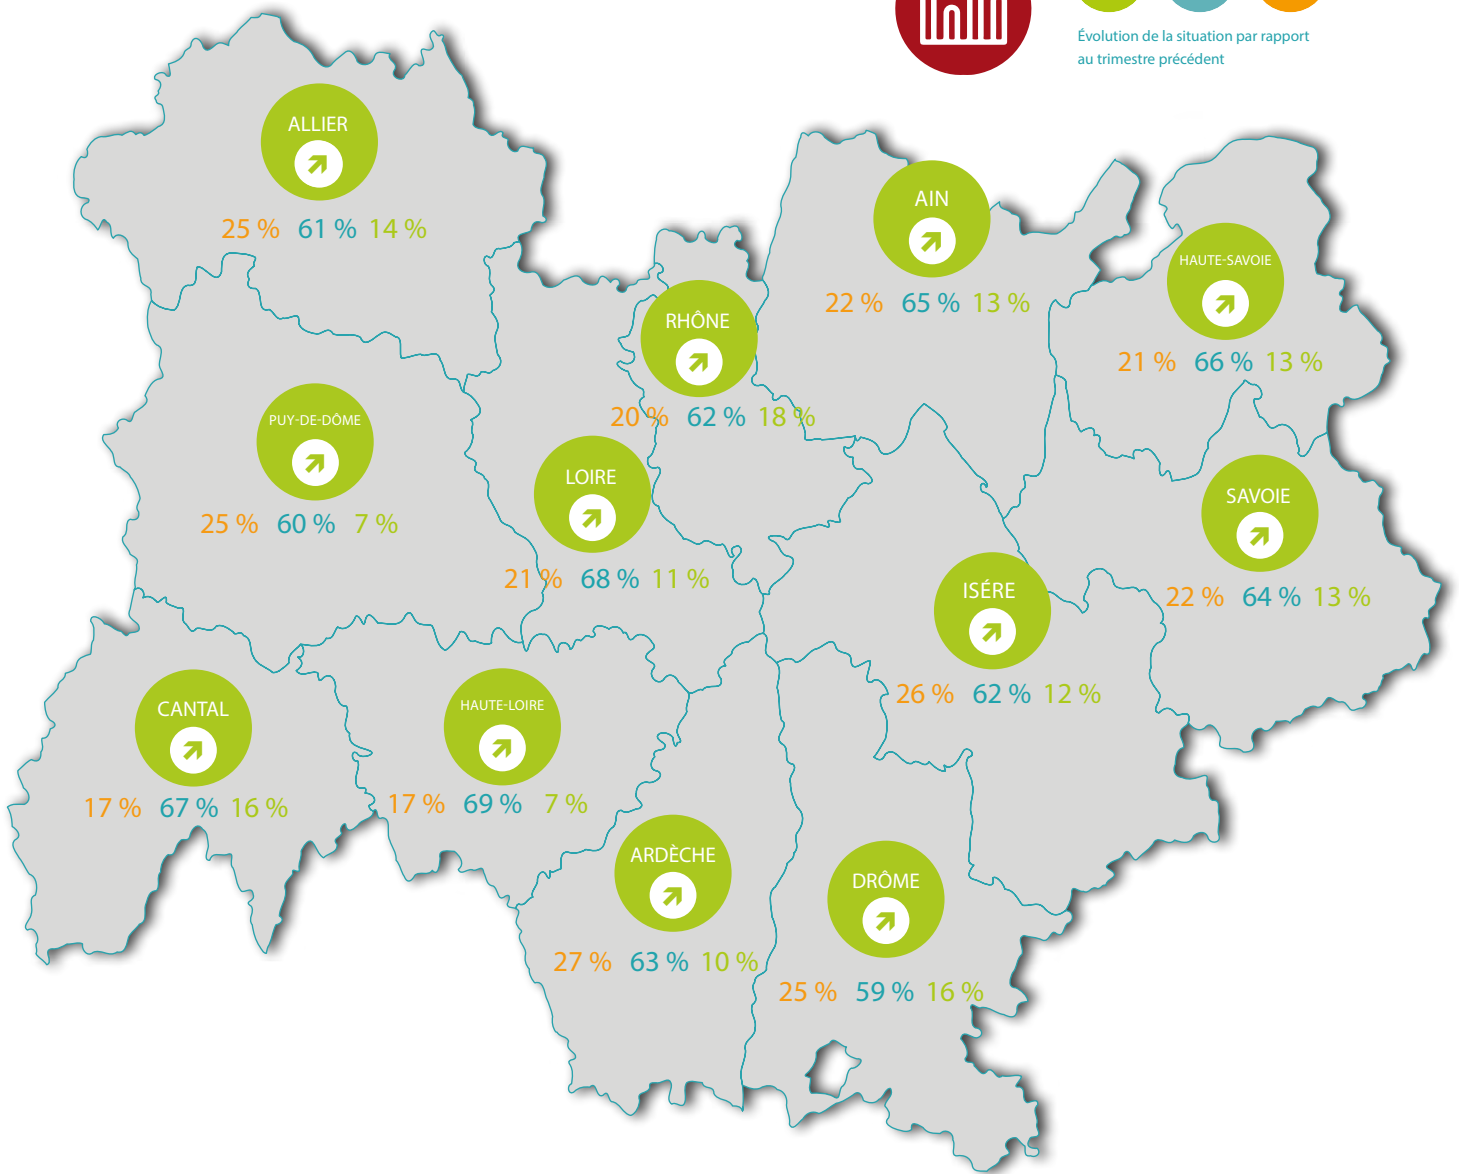 Évolution de la situation par rapport
au trimestre précédent
ALLIER
25 % 61 % 14 %
AIN
22 % 65 % 13 %
HAUTE-SAVOIE
21 % 66 % 13 %
RHÔNE
20 % 62 % 18 %
PUY-DE-DÔME
25 % 60 % 7 %
LOIRE
21 % 68 % 11 %
SAVOIE
22 % 64 % 13 %
ISÉRE
26 % 62 % 12 %
CANTAL
17 % 67 % 16 %
HAUTE-LOIRE
17 % 69 % 7 %
ARDÈCHE
27 % 63 % 10 %
DRÔME
25 % 59 % 16 %